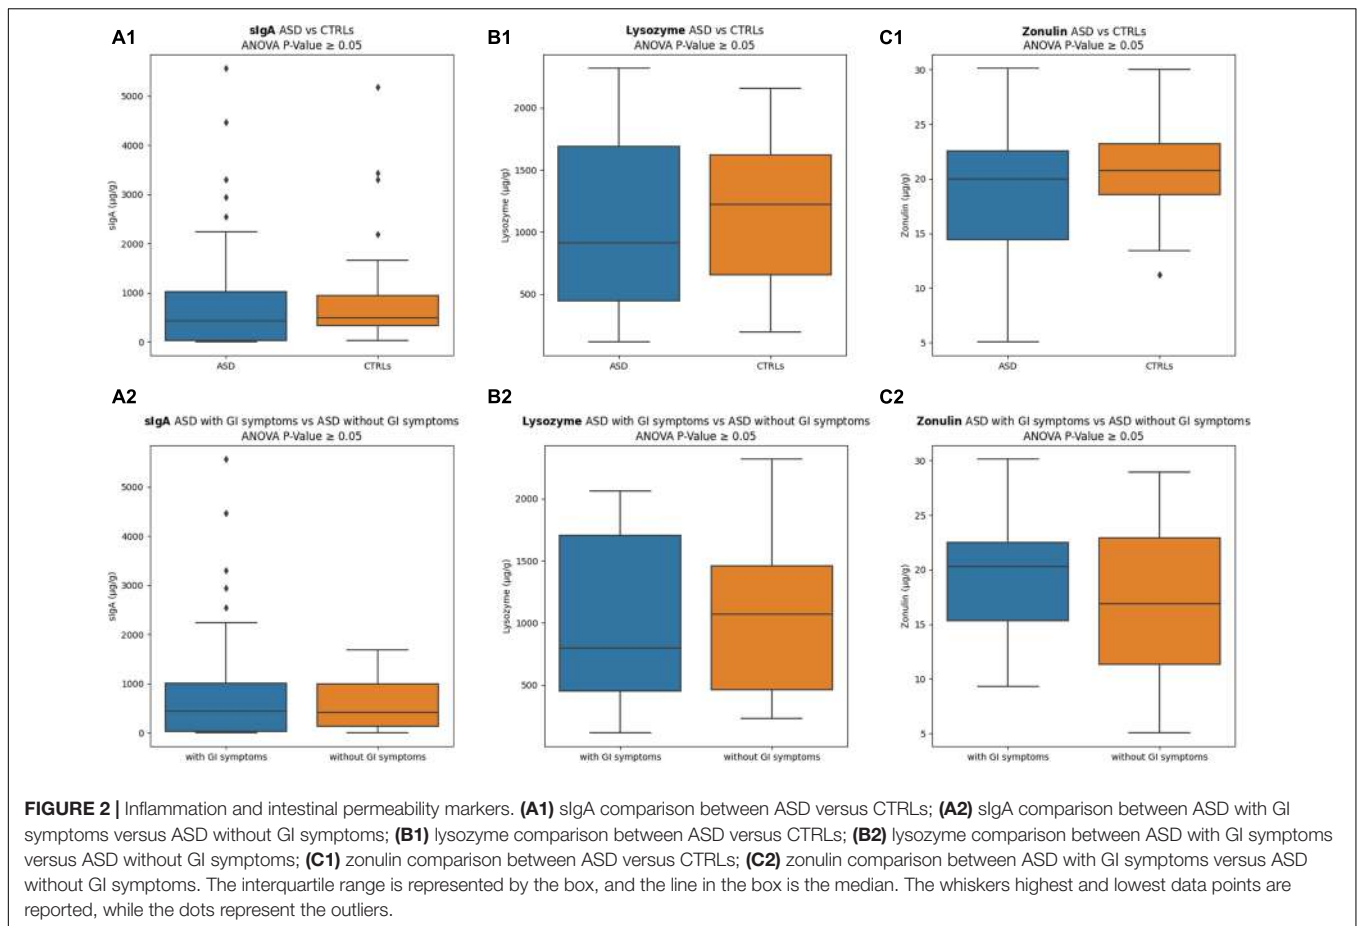 A1
sIgA ASD vs CTRLs
ANOVA P-Value ≥ 0.05
sIgA (µg/g)
5000
4000
3000
2000
1000
0
ASD
CTRLs
B1
Lysozyme ASD vs CTRLs
ANOVA P-Value ≥ 0.05
Lysozyme (µg/g)
2000
1500
1000
500
ASD
CTRLs
C1
Zonulin ASD vs CTRLs
ANOVA P-Value ≥ 0.05
Zonulin (µg/g)
30
25
20
15
10
5
ASD
CTRLs
A2
sIgA ASD with GI symptoms vs ASD without GI symptoms
ANOVA P-Value ≥ 0.05
sIgA (µg/g)
5000
4000
3000
2000
1000
0
with GI symptoms
without GI symptoms
B2
Lysozyme ASD with GI symptoms vs ASD without GI symptoms
ANOVA P-Value ≥ 0.05
Lysozyme (µg/g)
2000
1500
1000
500
with GI symptoms
without GI symptoms
C2
Zonulin ASD with GI symptoms vs ASD without GI symptoms
ANOVA P-Value ≥ 0.05
Zonulin (µg/g)
30
25
20
15
10
5
with GI symptoms
without GI symptoms
FIGURE 2 | Inflammation and intestinal permeability markers. (A1) sIgA comparison between ASD versus CTRLs; (A2) sIgA comparison between ASD with GI
symptoms versus ASD without GI symptoms; (B1) lysozyme comparison between ASD versus CTRLs; (B2) lysozyme comparison between ASD with GI symptoms
versus ASD without GI symptoms; (C1) zonulin comparison between ASD versus CTRLs; (C2) zonulin comparison between ASD with GI symptoms versus ASD
without GI symptoms. The interquartile range is represented by the box, and the line in the box is the median. The whiskers highest and lowest data points are
reported, while the dots represent the outliers.